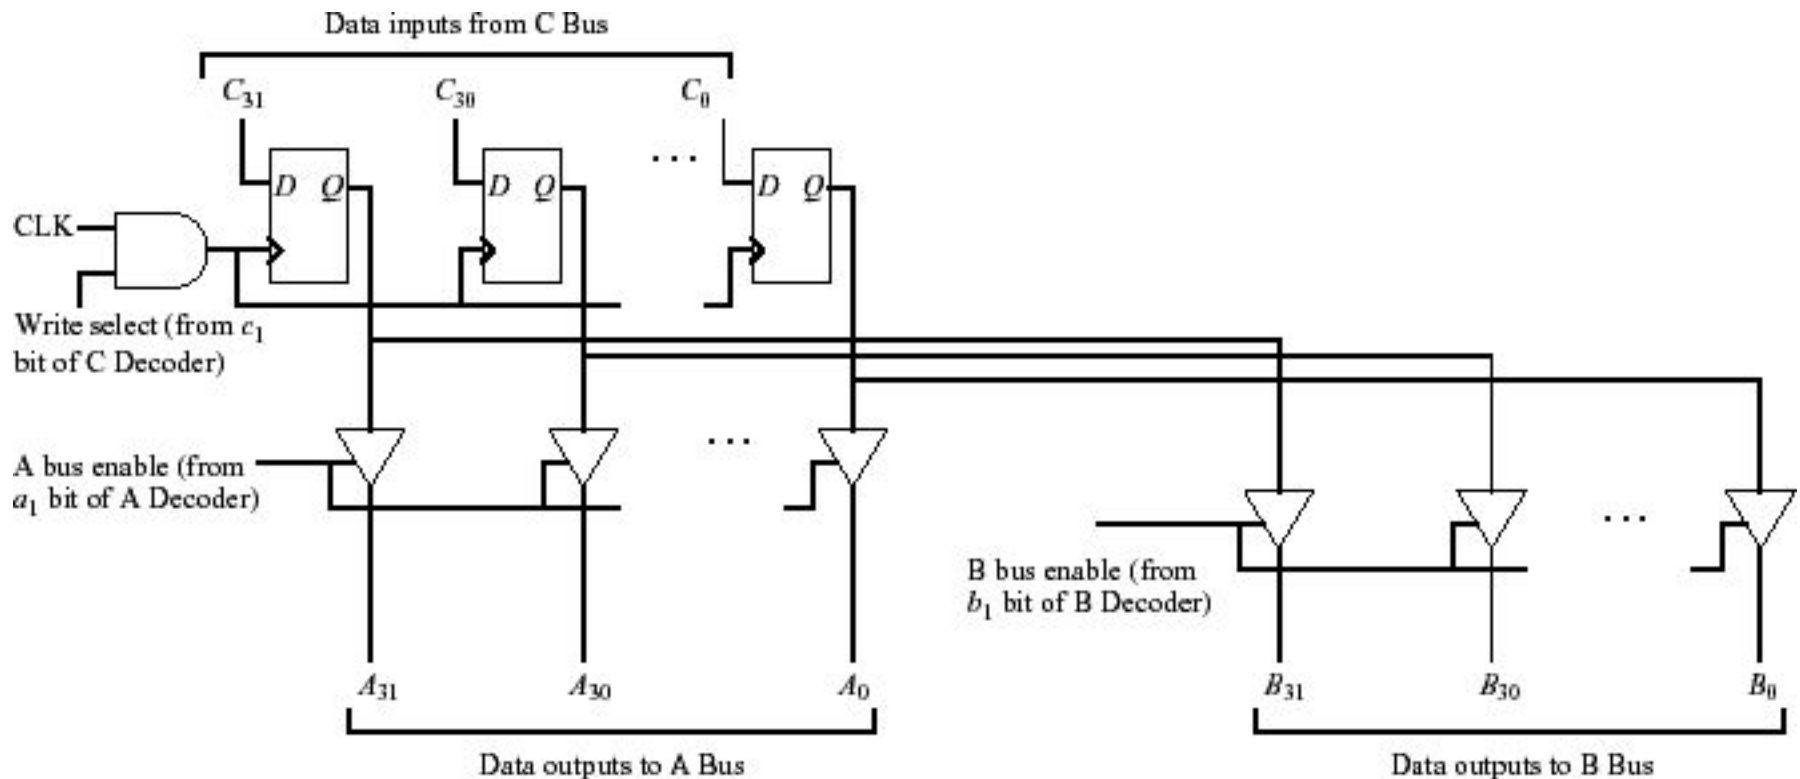 Data inputs from C Bus
C31 C30 C0
. . .
D Q D Q D Q
CLK
Write select (from c1
bit of C Decoder)
. . .
A bus enable (from
a1 bit of A Decoder)
. . .
B bus enable (from
b1 bit of B Decoder)
A31 A30 A0 B31 B30 B0
Data outputs to A Bus Data outputs to B Bus